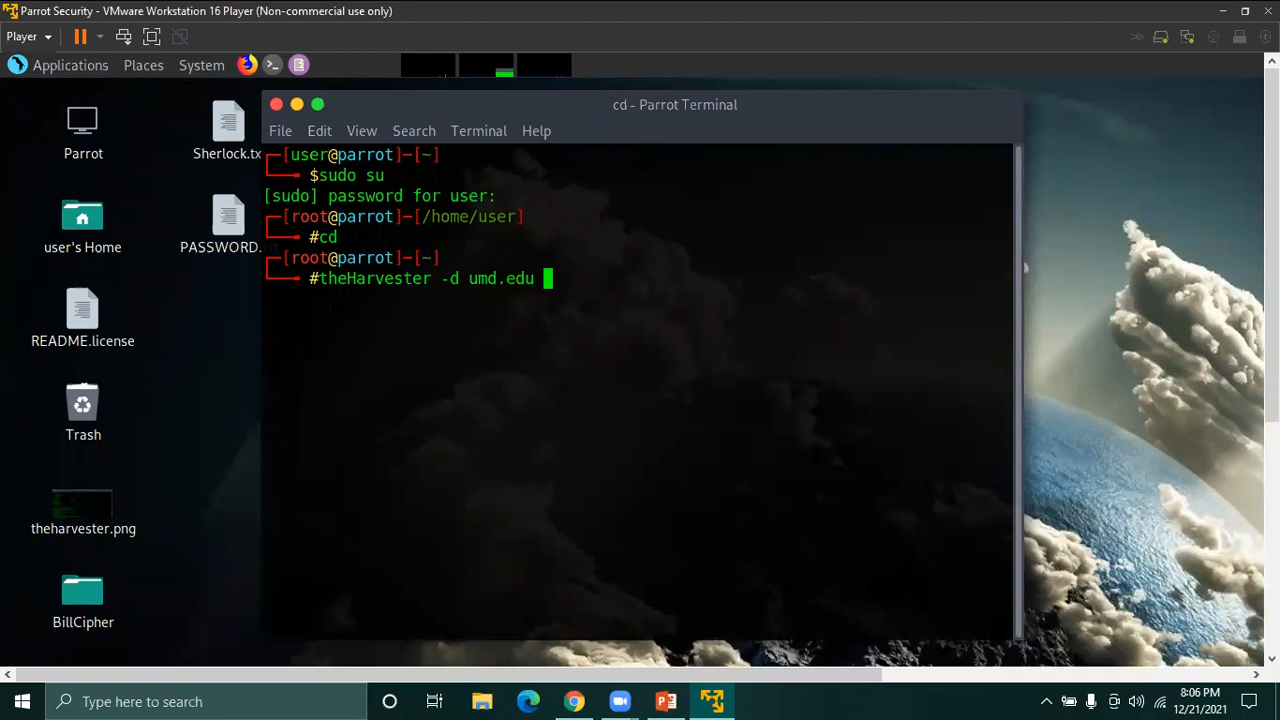 Parrot Security - VMware Workstation 16 Player (Non-commercial use only)
Player
Applications Places System
cd - Parrot Terminal
File Edit View Search Terminal Help
┌─[user@parrot]─[~]
└──╼ $sudo su
[sudo] password for user:
┌─[root@parrot]─[/home/user]
└──╼ #cd
┌─[root@parrot]─[~]
└──╼ #theHarvester -d umd.edu
Parrot
Sherlock.tx
user's Home
PASSWORD.
README.license
Trash
theharvester.png
BillCipher
Type here to search
8:06 PM
12/21/2021